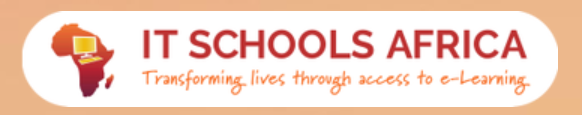 IT SCHOOLS AFRICA
Transforming lives through access to e-Learning